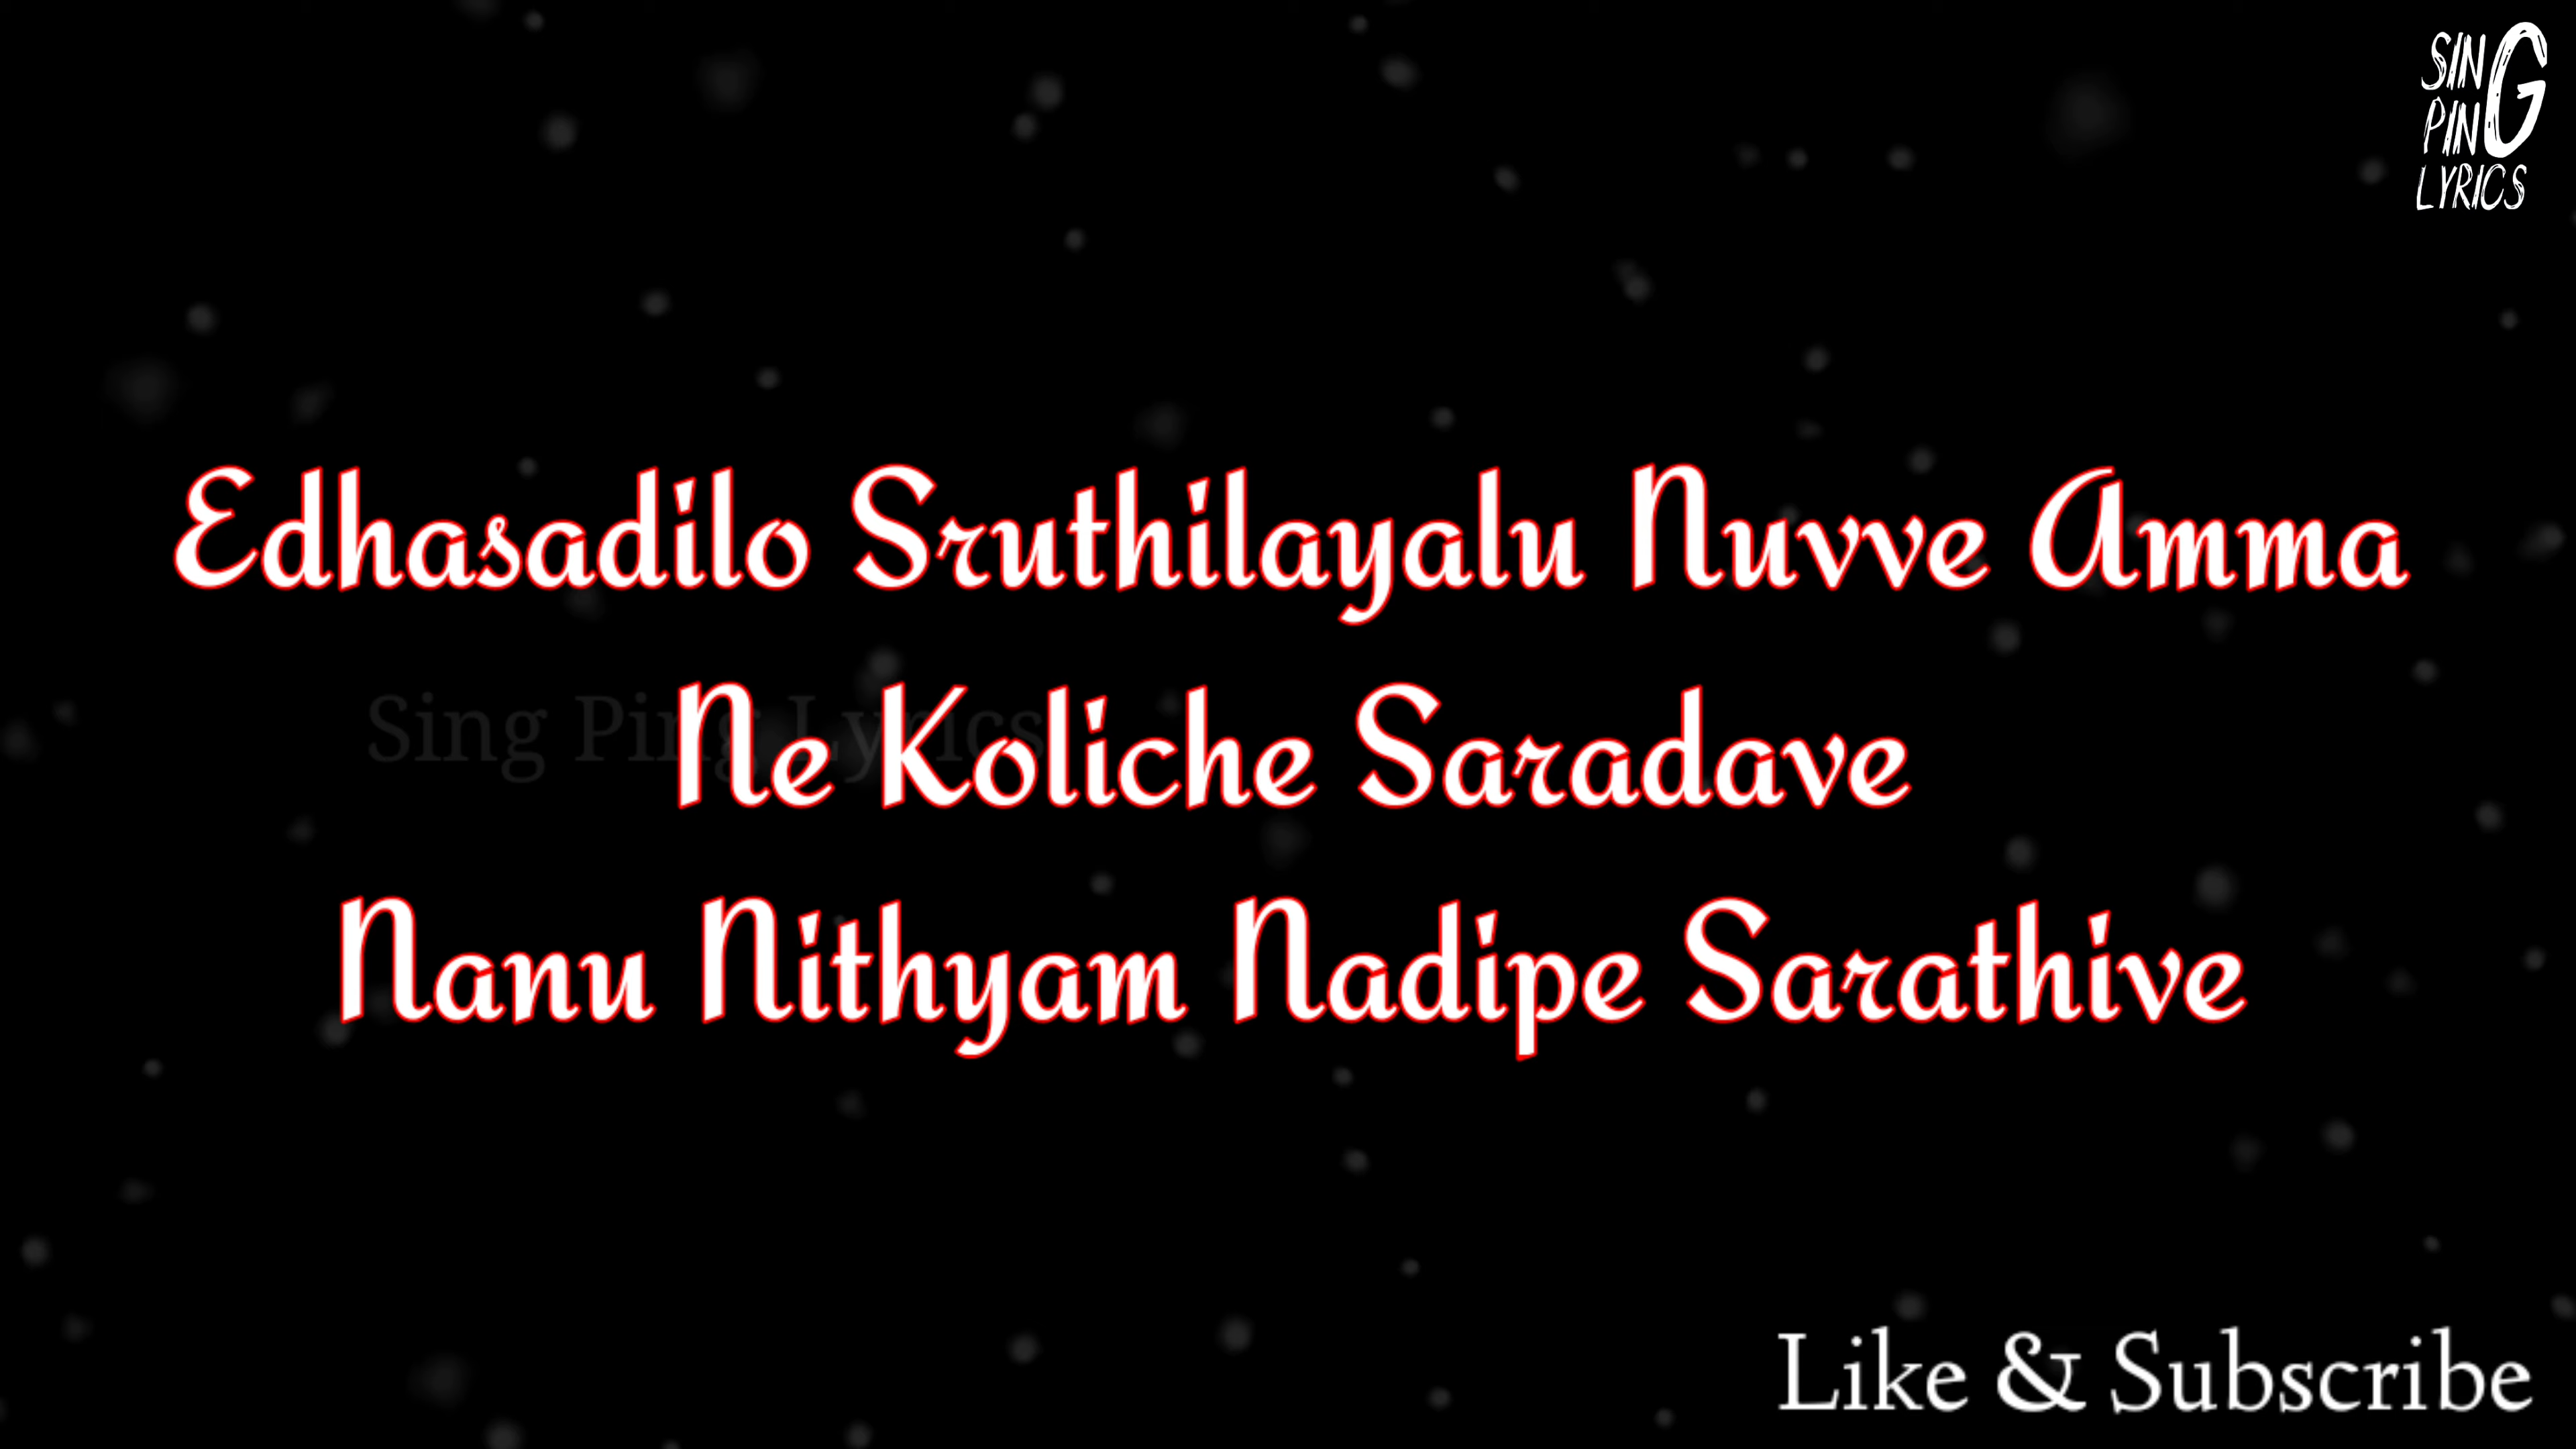 SING
PING
LYRICS
Edhasadilo Sruthilayalu Nuvve Amma
Ne Koliche Saradave
Sing Ping Lyrics
Nanu Nithyam Nadipe Sarathive
Like & Subscribe